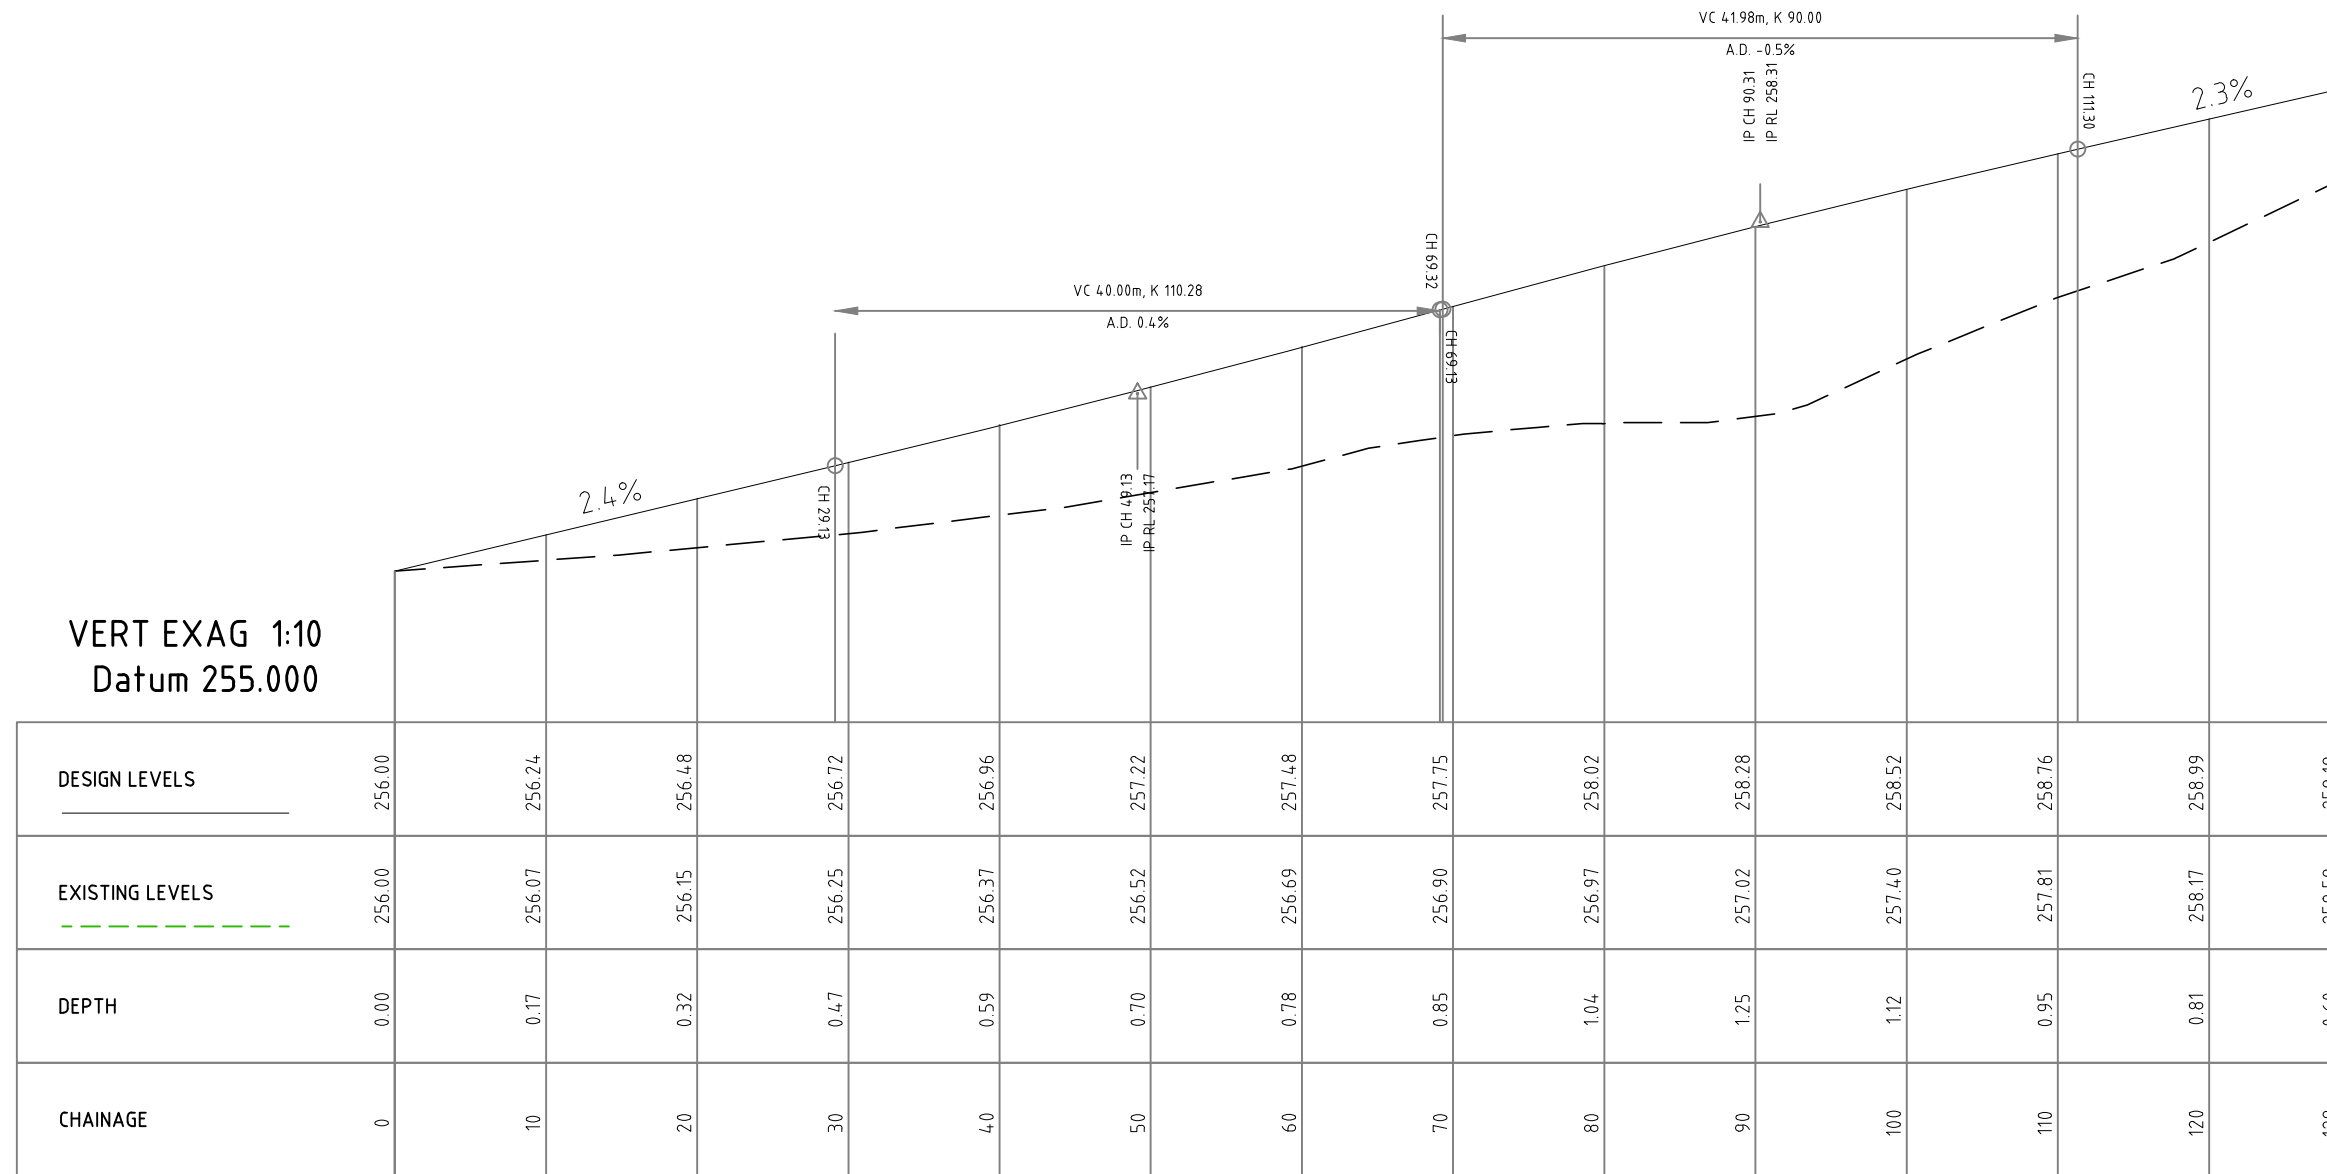 VC 41.98m, K 90.00
A.D. -0.5%
IP CH 90.31
IP RL 258.31
CH 111.30
2.3%
CH 69.32
VC 40.00m, K 110.28
A.D. 0.4%
CH 69.13
2.4%
CH 29.13
IP CH 49.13
IP RL 257.17
VERT EXAG 1:10
Datum 255.000
DESIGN LEVELS 256.00 256.24 256.48 256.72 256.96 257.22 257.48 257.75 258.02 258.28 258.52 258.76 258.99
EXISTING LEVELS 256.00 256.07 256.15 256.25 256.37 256.52 256.69 256.90 256.97 257.02 257.40 257.81 258.17
DEPTH 0.00 0.17 0.32 0.47 0.59 0.70 0.78 0.85 1.04 1.25 1.12 0.95 0.81
CHAINAGE 0 10 20 30 40 50 60 70 80 90 100 110 120